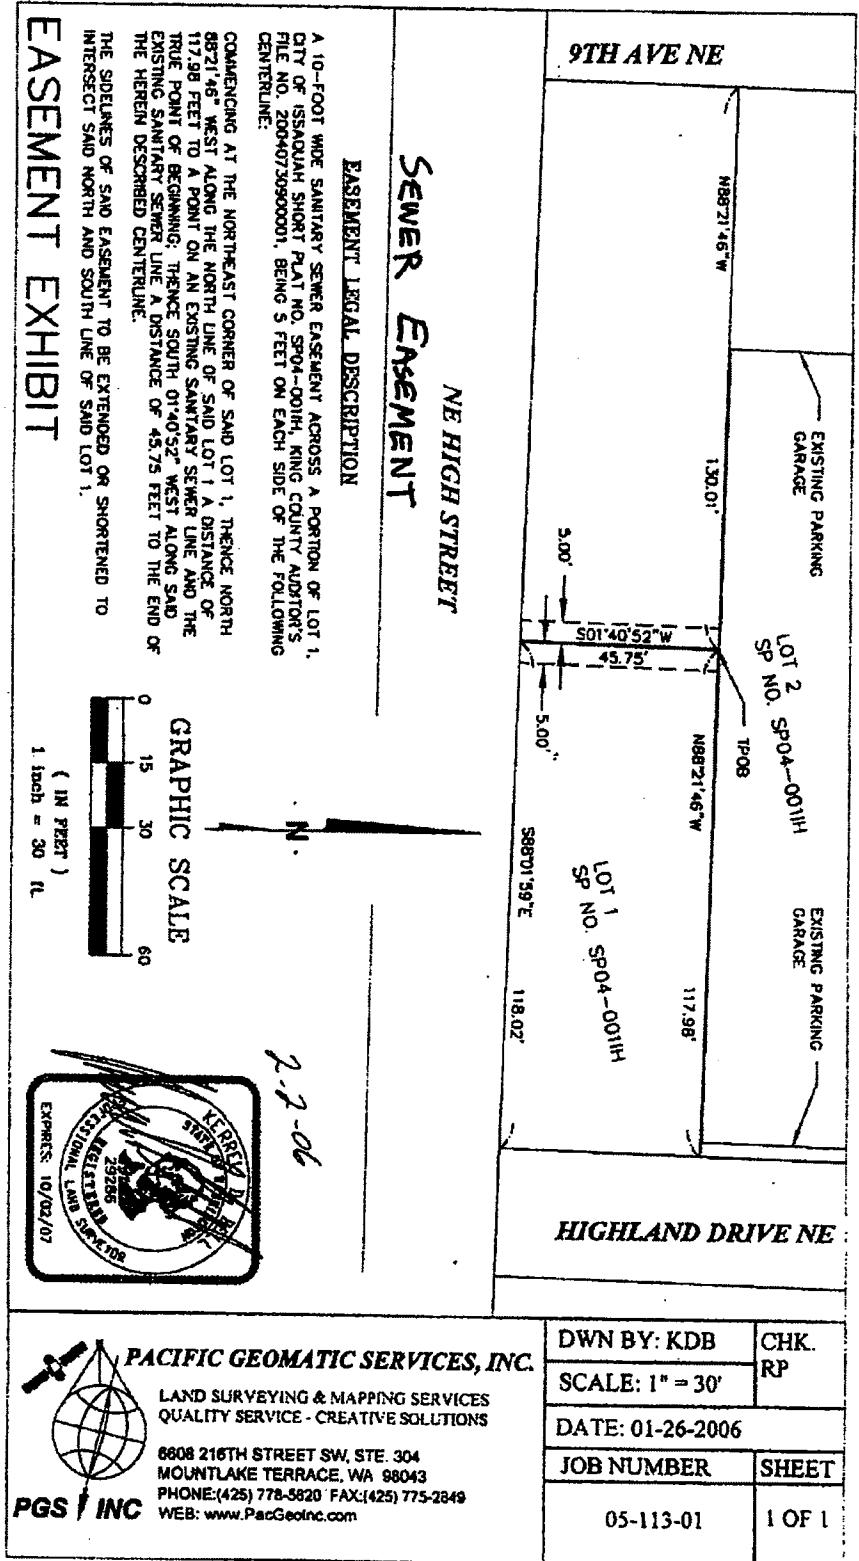 9TH AVE NE
N88°21'46"W
130.01'
EXISTING PARKING
GARAGE
LOT 2
SP NO. SP04-001IH
5.00'
S01°40'52"W
45.75'
5.00'
TPOB
N88°21'46"W
117.98'
EXISTING PARKING
GARAGE
LOT 1
SP NO. SP04-001IH
S88°01'59"E
118.02'
HIGHLAND DRIVE NE
NE HIGH STREET
SEWER EASEMENT
EASEMENT LEGAL DESCRIPTION
A 10-FOOT WIDE SANITARY SEWER EASEMENT ACROSS A PORTION OF LOT 1,
CITY OF ISSAQUAH SHORT PLAT NO. SP04-001IH, KING COUNTY AUDITOR'S
FILE NO. 20040730900001, BEING 5 FEET ON EACH SIDE OF THE FOLLOWING
CENTERLINE:
COMMENCING AT THE NORTHEAST CORNER OF SAID LOT 1, THENCE NORTH
88°21'46" WEST ALONG THE NORTH LINE OF SAID LOT 1 A DISTANCE OF
117.98 FEET TO A POINT ON AN EXISTING SANITARY SEWER LINE AND THE
TRUE POINT OF BEGINNING; THENCE SOUTH 01°40'52" WEST ALONG SAID
EXISTING SANITARY SEWER LINE A DISTANCE OF 45.75 FEET TO THE END OF
THE HEREIN DESCRIBED CENTERLINE.
THE SIDELINES OF SAID EASEMENT TO BE EXTENDED OR SHORTENED TO
INTERSECT SAID NORTH AND SOUTH LINE OF SAID LOT 1.
EASEMENT EXHIBIT
N
GRAPHIC SCALE
0 15 30 60
( IN FEET )
1 inch = 30 ft.
2-2-06
KERREY
STATE OF
29286
REGISTERED
PROFESSIONAL LAND SURVEYOR
EXPIRES: 10/02/07
PACIFIC GEOMATIC SERVICES, INC.
LAND SURVEYING & MAPPING SERVICES
QUALITY SERVICE - CREATIVE SOLUTIONS
6608 216TH STREET SW, STE. 304
MOUNTLAKE TERRACE, WA 98043
PHONE:(425) 778-5620 FAX:(425) 775-2849
WEB: www.PacGeoInc.com
PGS INC
DWN BY: KDB
CHK.
RP
SCALE: 1" = 30'
DATE: 01-26-2006
JOB NUMBER
05-113-01
SHEET
1 OF 1